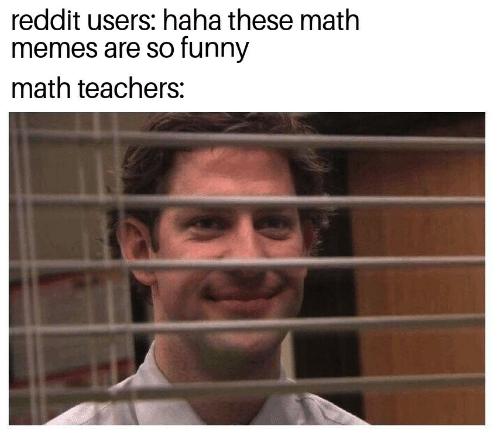 reddit users: haha these math
memes are so funny
math teachers: